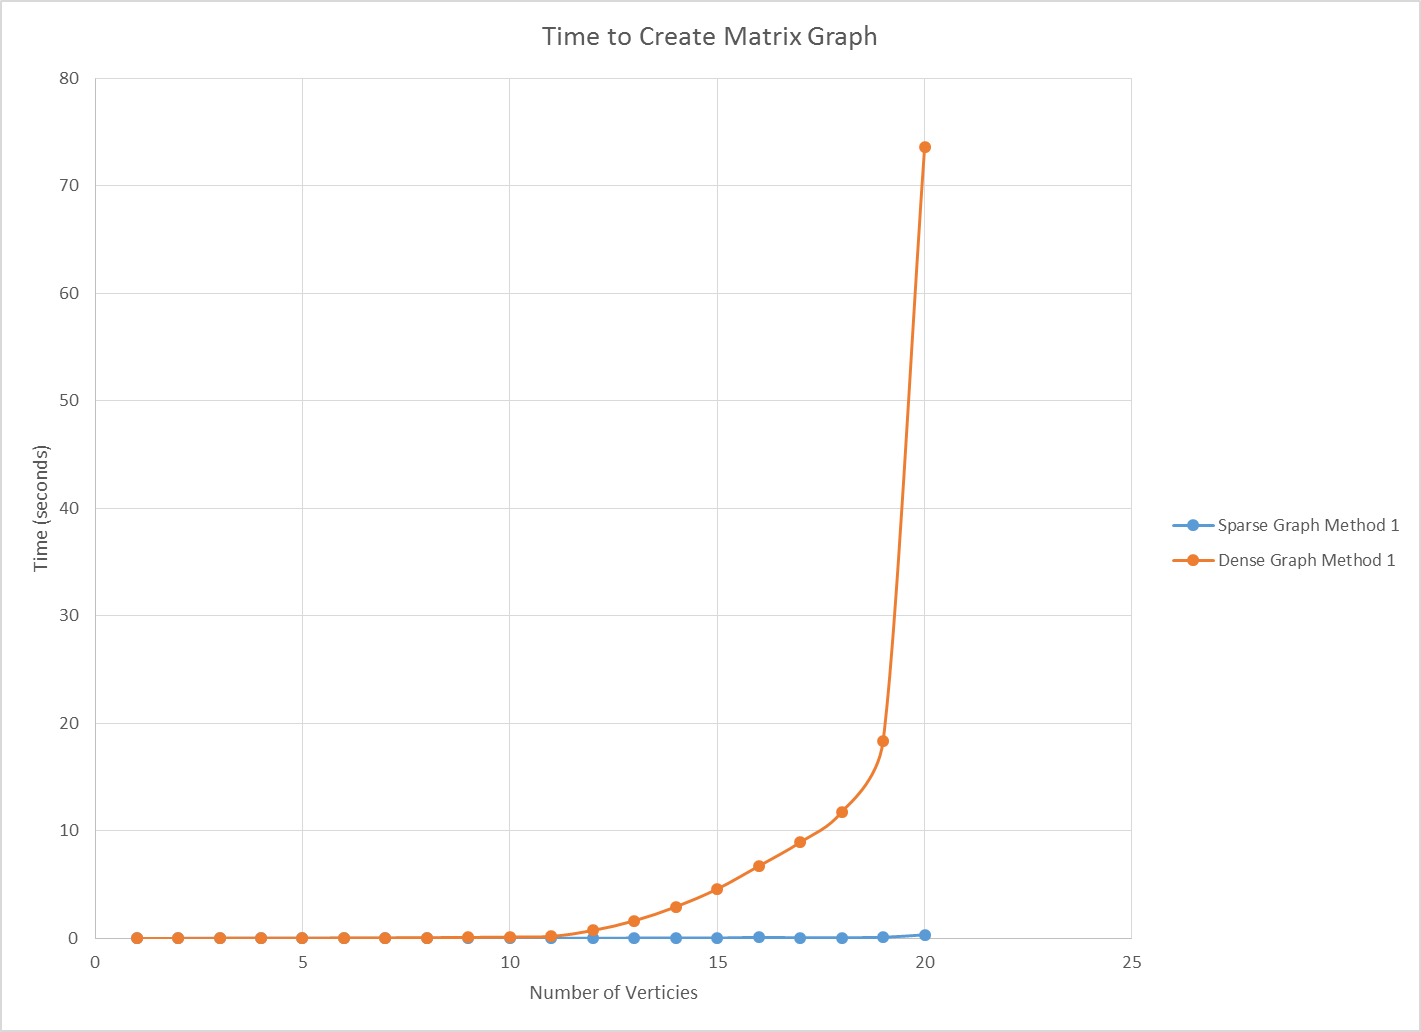 Time to Create Matrix Graph
80
70
60
50
40
30
20
10
0
Time (seconds)
0 5 10 15 20 25
Number of Verticies
Sparse Graph Method 1
Dense Graph Method 1